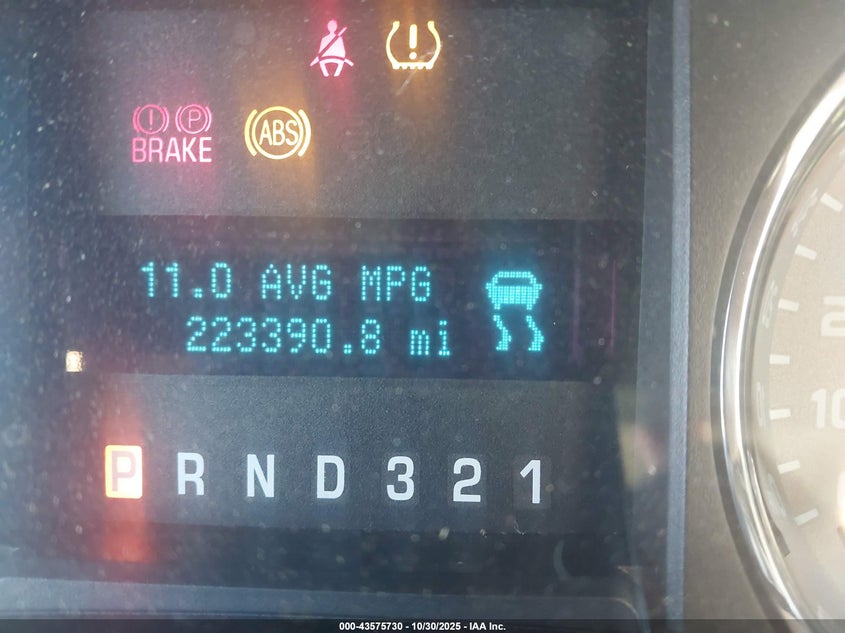 ! P
BRAKE
ABS
!
11.0 AVG MPG
223390.8 mi
P R N D 3 2 1
10
000-43575730 - 10/30/2025 - IAA Inc.